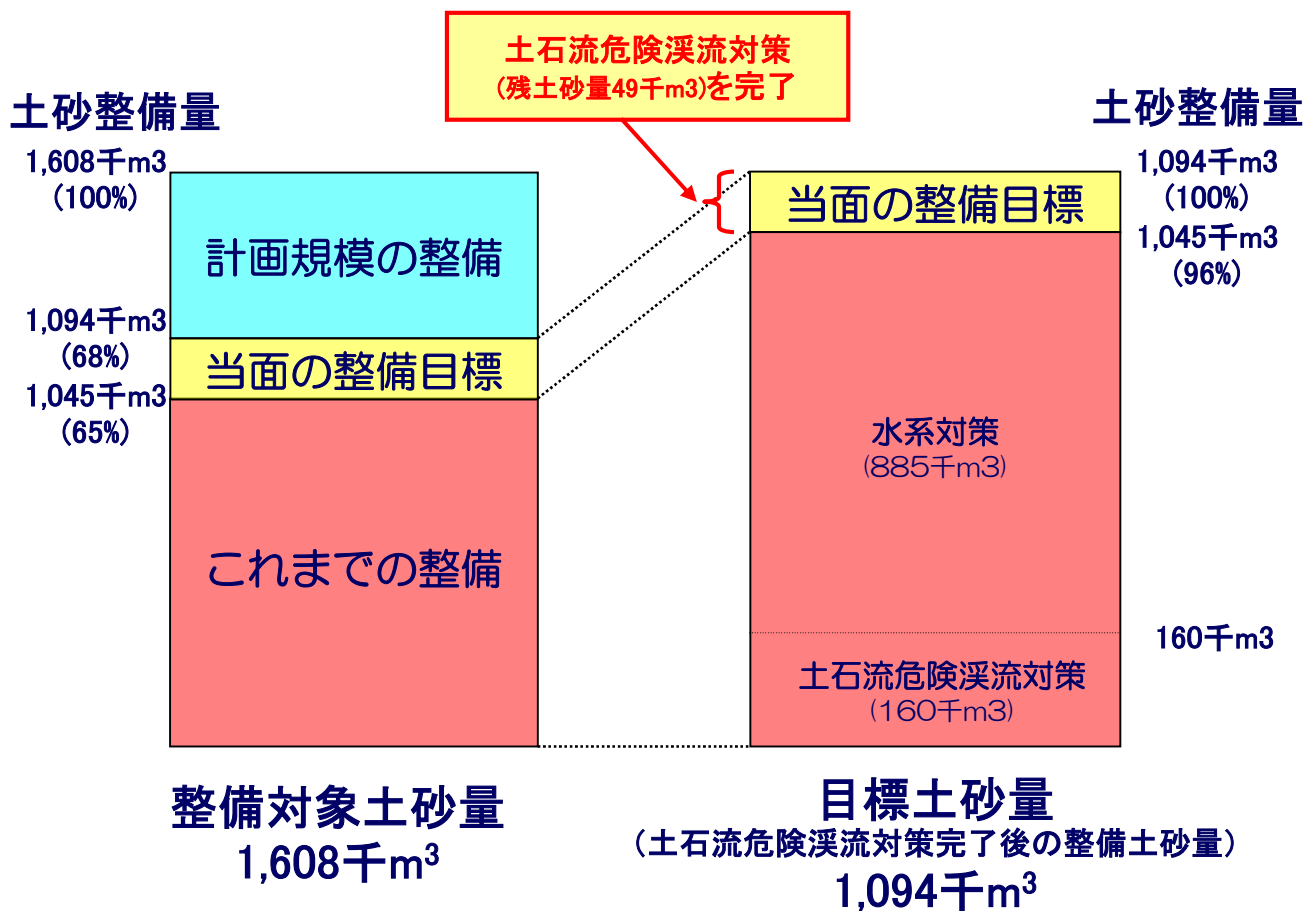 土石流危険渓流対策
(残土砂量49千m3)を完了
土砂整備量
1,608千m3
(100%)
計画規模の整備
1,094千m3
(68%)
当面の整備目標
1,045千m3
(65%)
これまでの整備
整備対象土砂量
1,608千m³
土砂整備量
1,094千m3
(100%)
当面の整備目標
1,045千m3
(96%)
水系対策
(885千m3)
160千m3
土石流危険渓流対策
(160千m3)
目標土砂量
(土石流危険渓流対策完了後の整備土砂量)
1,094千m³